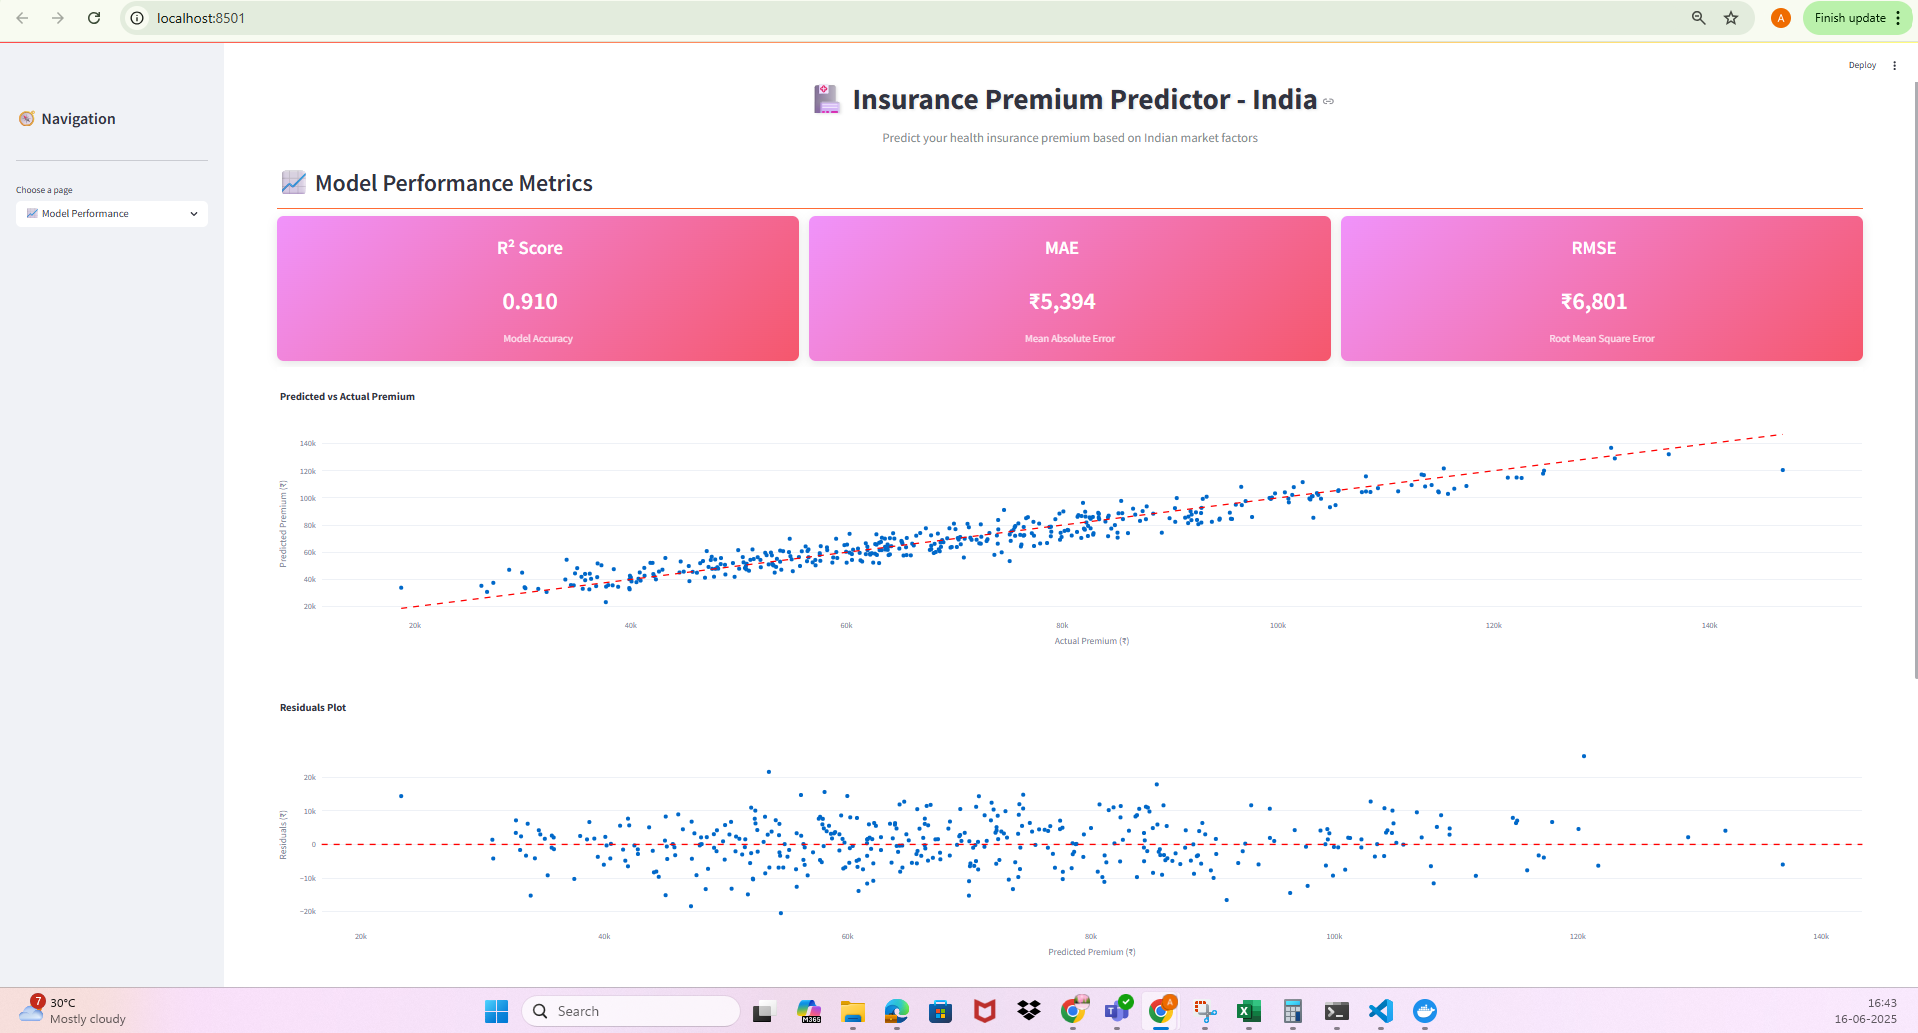 localhost:8501
A
Finish update
Deploy
Navigation
Choose a page
Model Performance
Insurance Premium Predictor - India
Predict your health insurance premium based on Indian market factors
Model Performance Metrics
R² Score
0.910
Model Accuracy
MAE
₹5,394
Mean Absolute Error
RMSE
₹6,801
Root Mean Square Error
Predicted vs Actual Premium
Predicted Premium (₹)
140k
120k
100k
80k
60k
40k
20k
20k 40k 60k 80k 100k 120k 140k
Actual Premium (₹)
Residuals Plot
Residuals (₹)
20k
10k
0
−10k
−20k
20k 40k 60k 80k 100k 120k 140k
Predicted Premium (₹)
7
30°C
Mostly cloudy
Search
M365
A
16:43
16-06-2025